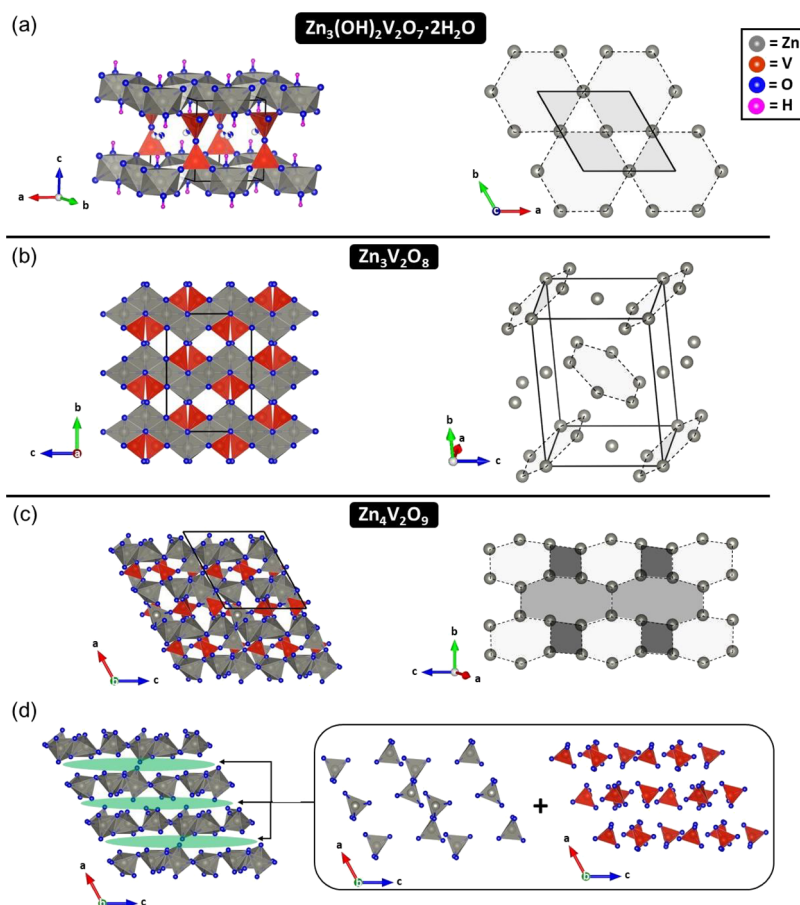 (a)
Zn3(OH)2V2O7·2H2O
= Zn
= V
= O
= H
c
a
b
b
a
(b)
Zn3V2O8
b
c
a
b
a
c
(c)
Zn4V2O9
a
b
c
b
c
a
(d)
+
a
b
c
a
b
c
a
b
c